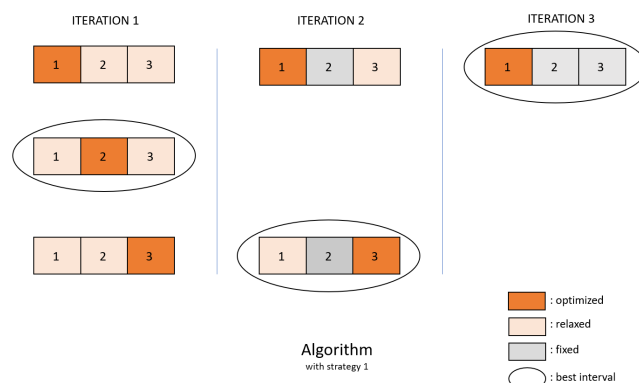 ITERATION 1
1 2 3
1 2 3
1 2 3
ITERATION 2
1 2 3
1 2 3
ITERATION 3
1 2 3
Algorithm
with strategy 1
: optimized
: relaxed
: fixed
: best interval